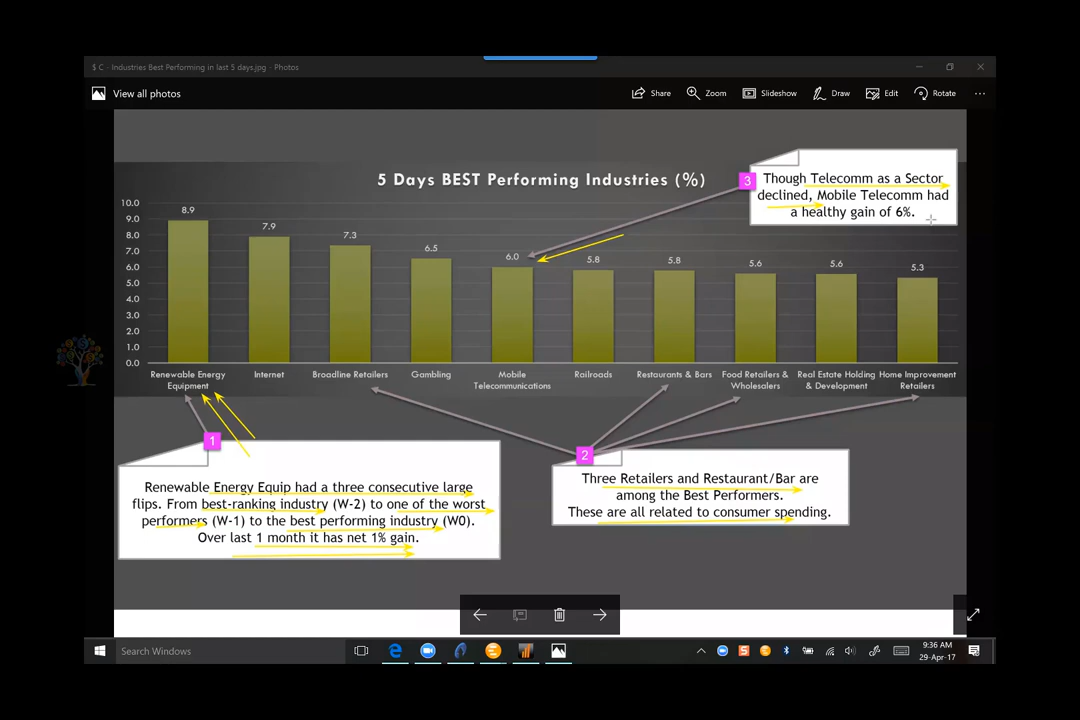 $ C - Industries Best Performing in last 5 days.jpg - Photos
View all photos
Share
Zoom
Slideshow
Draw
Edit
Rotate
5 Days BEST Performing Industries (%)
3
Though Telecomm as a Sector
declined, Mobile Telecomm had
a healthy gain of 6%.
10.0
9.0
8.0
7.0
6.0
5.0
4.0
3.0
2.0
1.0
0.0
8.9
7.9
7.3
6.5
6.0
5.8
5.8
5.6
5.6
5.3
Renewable Energy
Equipment
Internet
Broadline Retailers
Gambling
Mobile
Telecommunications
Railroads
Restaurants & Bars
Food Retailers &
Wholesalers
Real Estate Holding
& Development
Home Improvement
Retailers
1
Renewable Energy Equip had a three consecutive large
flips. From best-ranking industry (W-2) to one of the worst
performers (W-1) to the best performing industry (W0).
Over last 1 month it has net 1% gain.
2
Three Retailers and Restaurant/Bar are
among the Best Performers.
These are all related to consumer spending.
Search Windows
9:36 AM
29-Apr-17